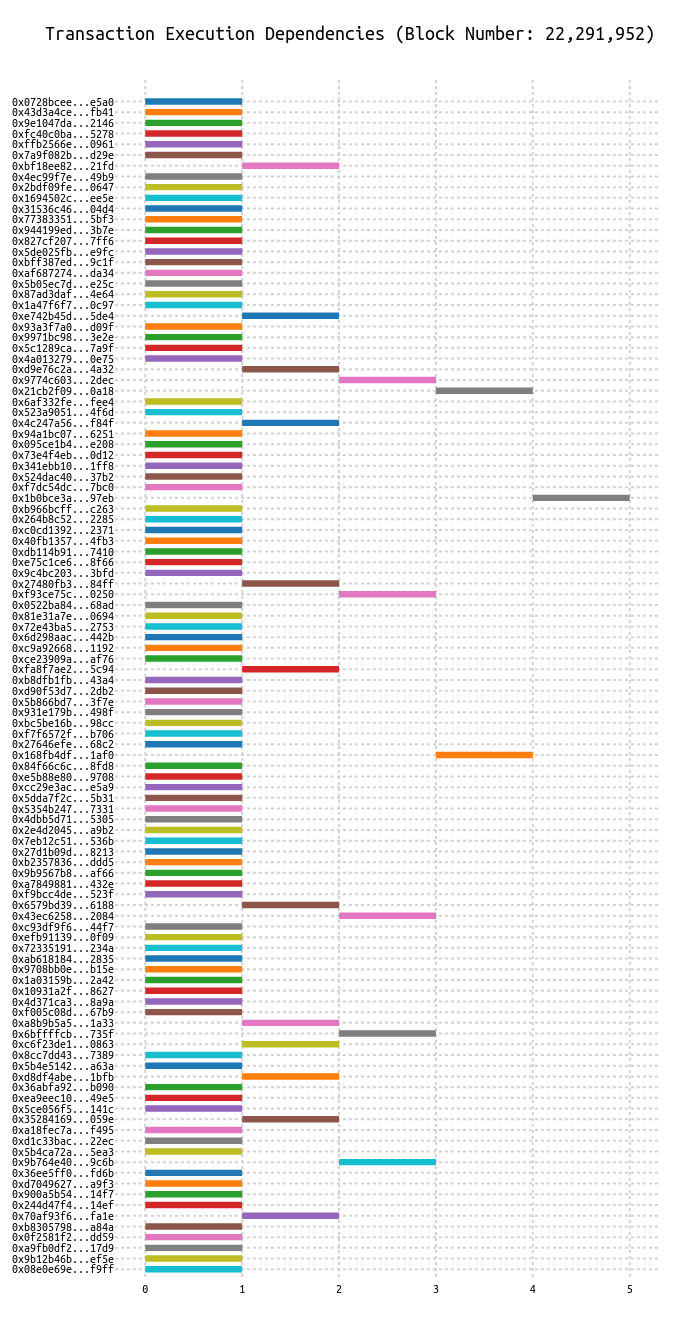 Transaction Execution Dependencies (Block Number: 22,291,952)
0x0728bcee...e5a0
0x43d3a4ce...fb41
0x9e1047da...2146
0xfc40c0ba...5278
0xffb2566e...0961
0x7a9f082b...d29e
0xbf18ee82...21fd
0x4ec99f7e...49b9
0x2bdf09fe...0647
0x1694502c...ee5e
0x31536c46...04d4
0x77383351...5bf3
0x944199ed...3b7e
0x827cf207...7ff6
0x5de025fb...e9fc
0xbff387ed...9c1f
0xaf687274...da34
0x5b05ec7d...e25c
0x87ad3daf...4e64
0x1a47f6f7...0c97
0xe742b45d...5de4
0x93a3f7a0...d09f
0x9971bc98...3e2e
0x5c1289ca...7a9f
0x4a013279...0e75
0xd9e76c2a...4a32
0x9774c603...2dec
0x21cb2f09...0a18
0x6af332fe...fee4
0x523a9051...4f6d
0x4c247a56...f84f
0x94a1bc07...6251
0x095ce1b4...e208
0x73e4f4eb...0d12
0x341ebb10...1ff8
0x524dac40...37b2
0xf7dc54dc...7bc0
0x1b0bce3a...97eb
0xb966bcff...c263
0x264b8c52...2285
0xc0cd1392...2371
0x40fb1357...4fb3
0xdb114b91...7410
0xe75c1ce6...8f66
0x9c4bc203...3bfd
0x27480fb3...84ff
0xf93ce75c...0250
0x0522ba84...68ad
0x81e31a7e...0694
0x72e43ba5...2753
0x6d298aac...442b
0xc9a92668...1192
0xce23909a...af76
0xfa8f7ae2...5c94
0xb8dfb1fb...43a4
0xd90f53d7...2db2
0x5b866bd7...3f7e
0x931e179b...498f
0xbc5be16b...98cc
0xf7f6572f...b706
0x27646efe...68c2
0x168fb4df...1af0
0x84f66c6c...8fd8
0xe5b88e80...9708
0xcc29e3ac...e5a9
0x5dda7f2c...5b31
0x5354b247...7331
0x4dbb5d71...5305
0x2e4d2045...a9b2
0x7eb12c51...536b
0x27d1b09d...8213
0xb2357836...ddd5
0x9b9567b8...af66
0xa7849881...432e
0xf9bcc4de...523f
0x6579bd39...6188
0x43ec6258...2084
0xc93df9f6...44f7
0xefb91139...0f09
0x72335191...234a
0xab618184...2835
0x9708bb0e...b15e
0x1a03159b...2a42
0x10931a2f...8627
0x4d371ca3...8a9a
0xf005c08d...67b9
0xa8b9b5a5...1a33
0x6bffffcb...735f
0xc6f23de1...0863
0x8cc7dd43...7389
0x5b4e5142...a63a
0xd8df4abe...1bfb
0x36abfa92...b090
0xea9eec10...49e5
0x5ce056f5...141c
0x35284169...059e
0xa18fec7a...f495
0xd1c33bac...22ec
0x5b4ca72a...5ea3
0x9b764e40...9c6b
0x36ee5ff0...fd6b
0xd7049627...a9f3
0x900a5b54...14f7
0x244d47f4...14ef
0x70af93f6...fa1e
0xb8305798...a84a
0x0f2581f2...dd59
0xa9fb0df2...17d9
0x9b12b46b...ef5e
0x08e0e69e...f9ff
0 1 2 3 4 5